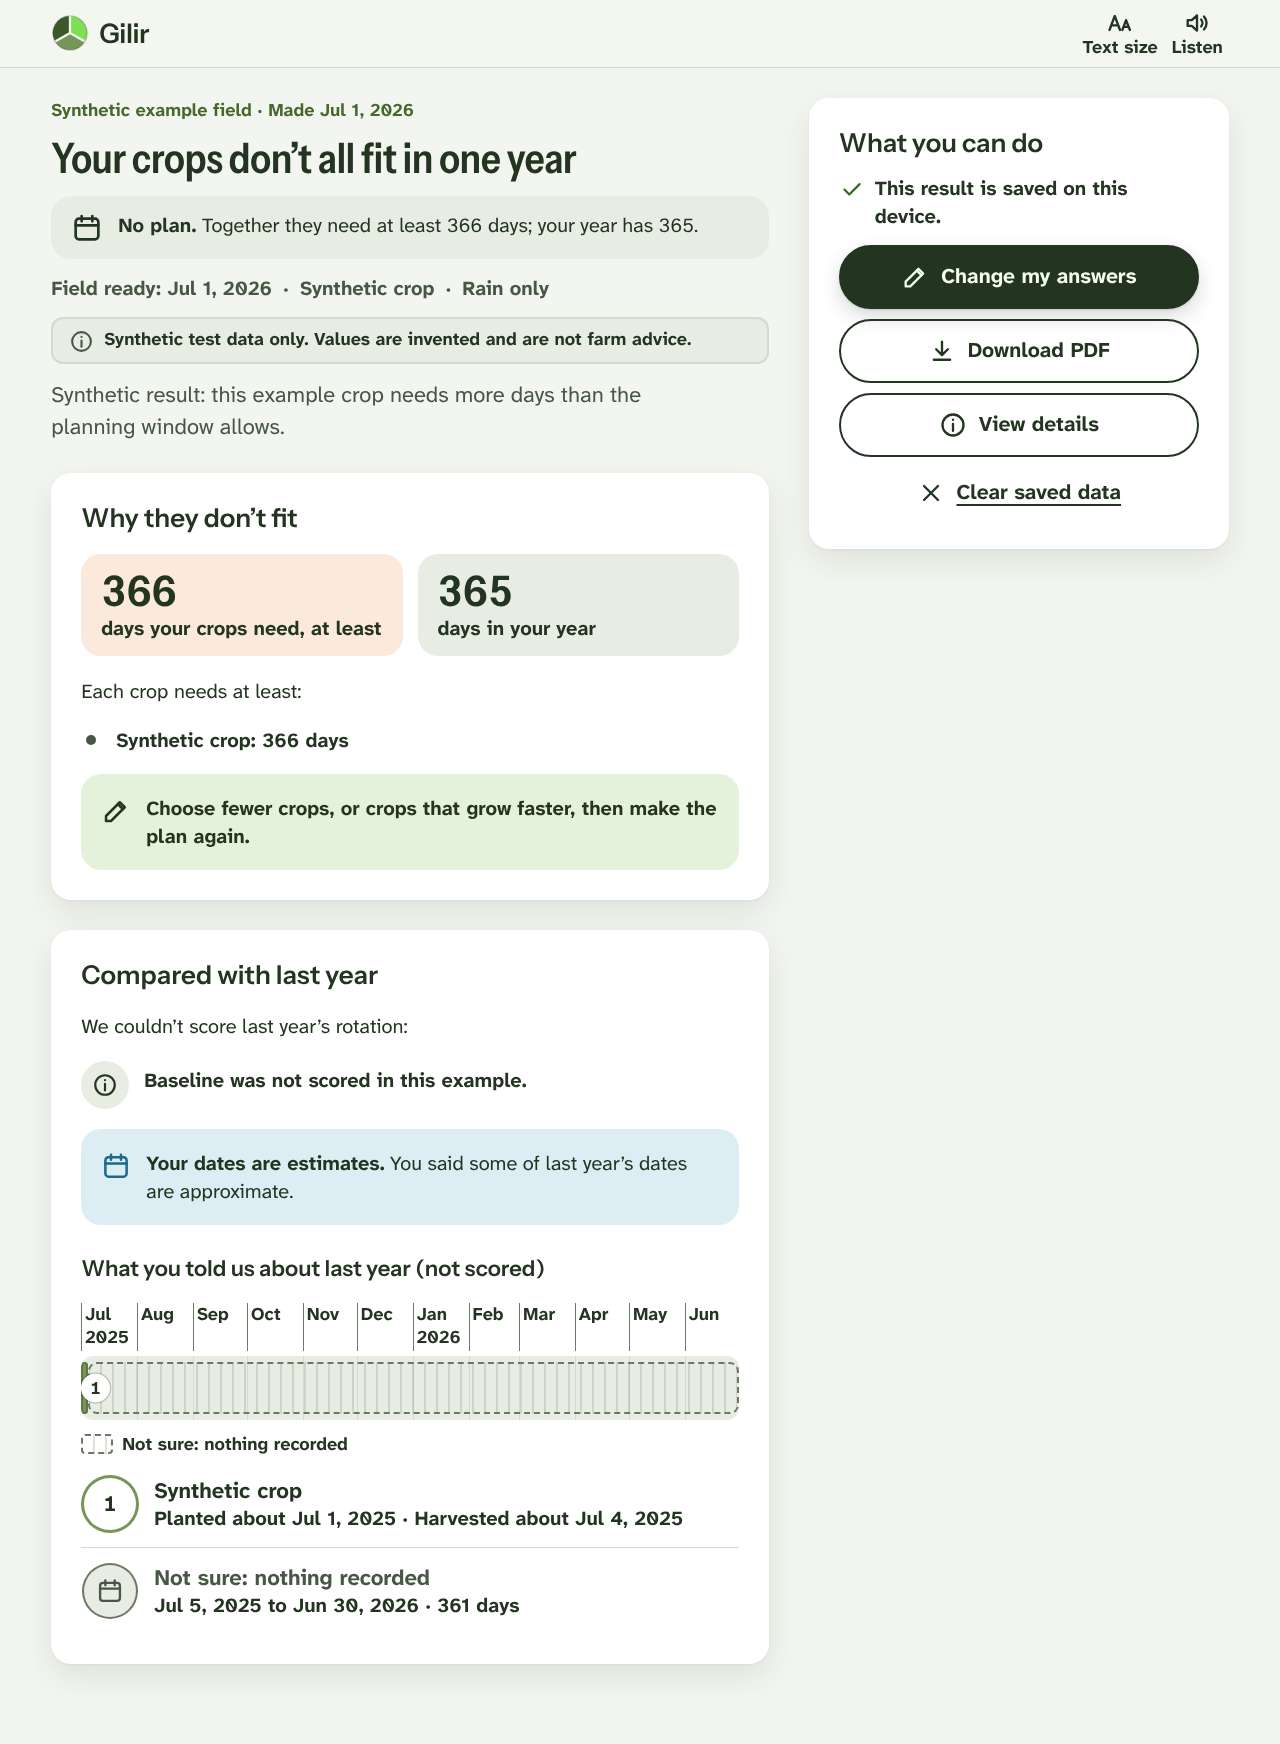 Gilir
Text size
Listen
Synthetic example field · Made Jul 1, 2026
Your crops don’t all fit in one year
No plan. Together they need at least 366 days; your year has 365.
Field ready: Jul 1, 2026 · Synthetic crop · Rain only
Synthetic test data only. Values are invented and are not farm advice.
Synthetic result: this example crop needs more days than the
planning window allows.
Why they don’t fit
366
days your crops need, at least
365
days in your year
Each crop needs at least:
Synthetic crop: 366 days
Choose fewer crops, or crops that grow faster, then make the
plan again.
Compared with last year
We couldn’t score last year’s rotation:
Baseline was not scored in this example.
Your dates are estimates. You said some of last year’s dates
are approximate.
What you told us about last year (not scored)
Jul Aug Sep Oct Nov Dec Jan Feb Mar Apr May Jun
2025 2026
1
Not sure: nothing recorded
1
Synthetic crop
Planted about Jul 1, 2025 · Harvested about Jul 4, 2025
Not sure: nothing recorded
Jul 5, 2025 to Jun 30, 2026 · 361 days
What you can do
This result is saved on this
device.
Change my answers
Download PDF
View details
Clear saved data